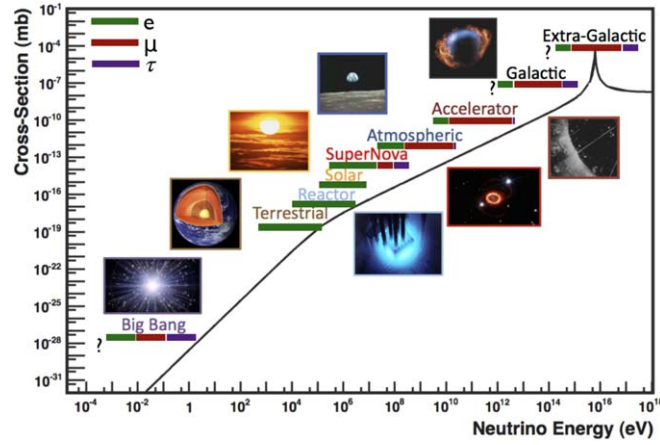 Cross-Section (mb)
10⁻¹
10⁻⁴
10⁻⁷
10⁻¹⁰
10⁻¹³
10⁻¹⁶
10⁻¹⁹
10⁻²²
10⁻²⁵
10⁻²⁸
10⁻³¹
e
μ
τ
? Extra-Galactic
? Galactic
Accelerator
Atmospheric
SuperNova
Solar
Reactor
Terrestrial
Big Bang
?
10⁻⁴ 10⁻² 1 10² 10⁴ 10⁶ 10⁸ 10¹⁰ 10¹² 10¹⁴ 10¹⁶ 10¹⁸
Neutrino Energy (eV)